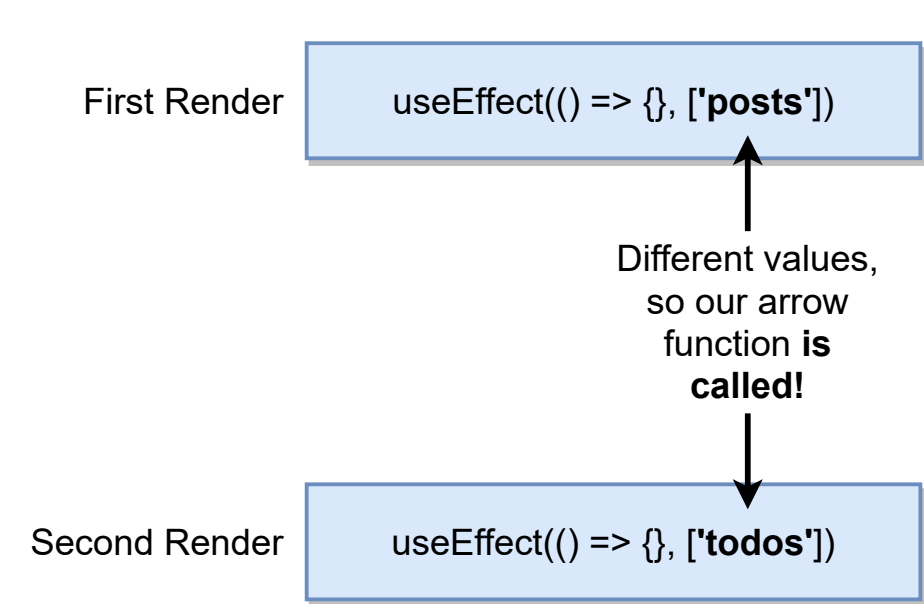 First Render
useEffect(() => {}, ['posts'])
Different values,
so our arrow
function is
called!
Second Render
useEffect(() => {}, ['todos'])